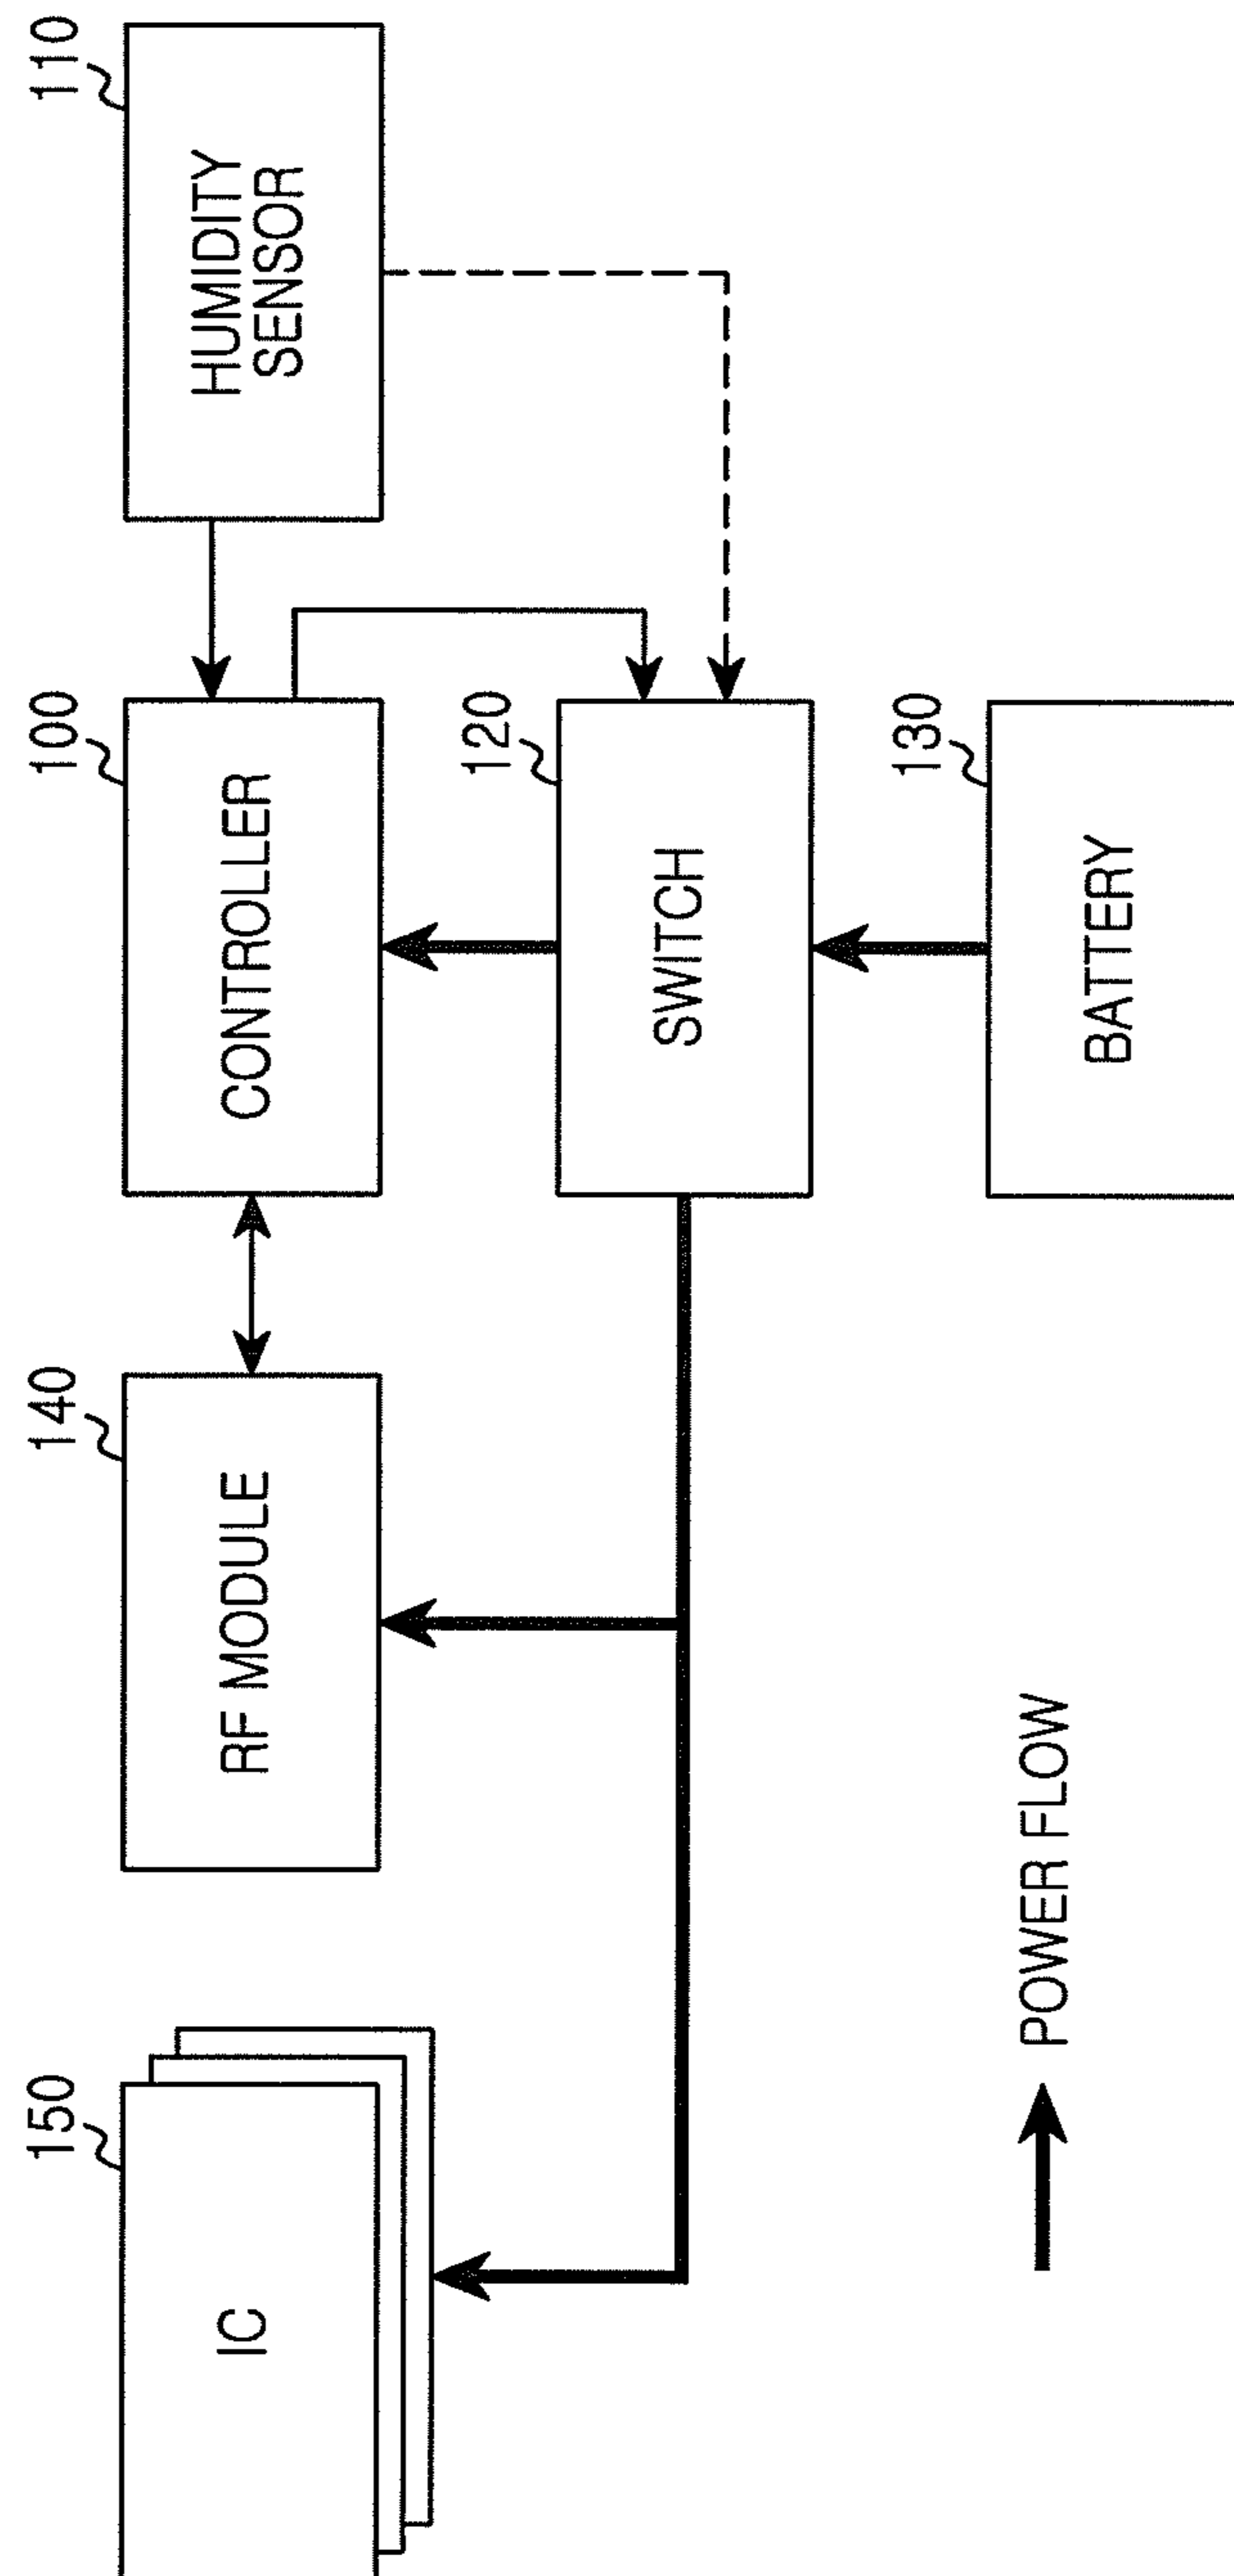 150
140
100
110
IC
RF MODULE
CONTROLLER
HUMIDITY
SENSOR
120
SWITCH
130
POWER FLOW
BATTERY